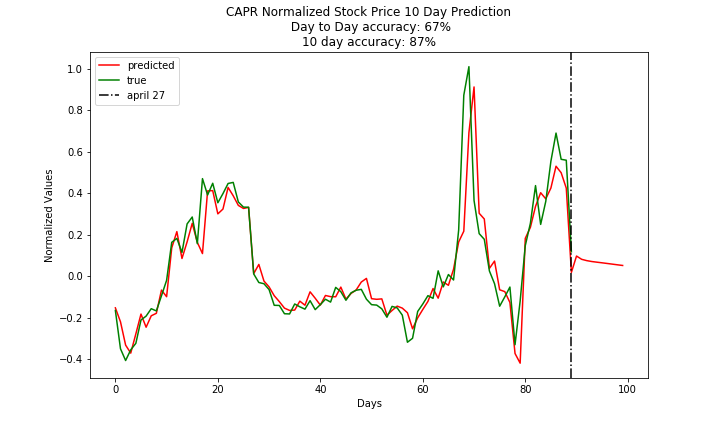 CAPR Normalized Stock Price 10 Day Prediction
Day to Day accuracy: 67%
10 day accuracy: 87%
predicted
true
april 27
1.0
0.8
0.6
0.4
0.2
0.0
−0.2
−0.4
Normalized Values
0 20 40 60 80 100
Days